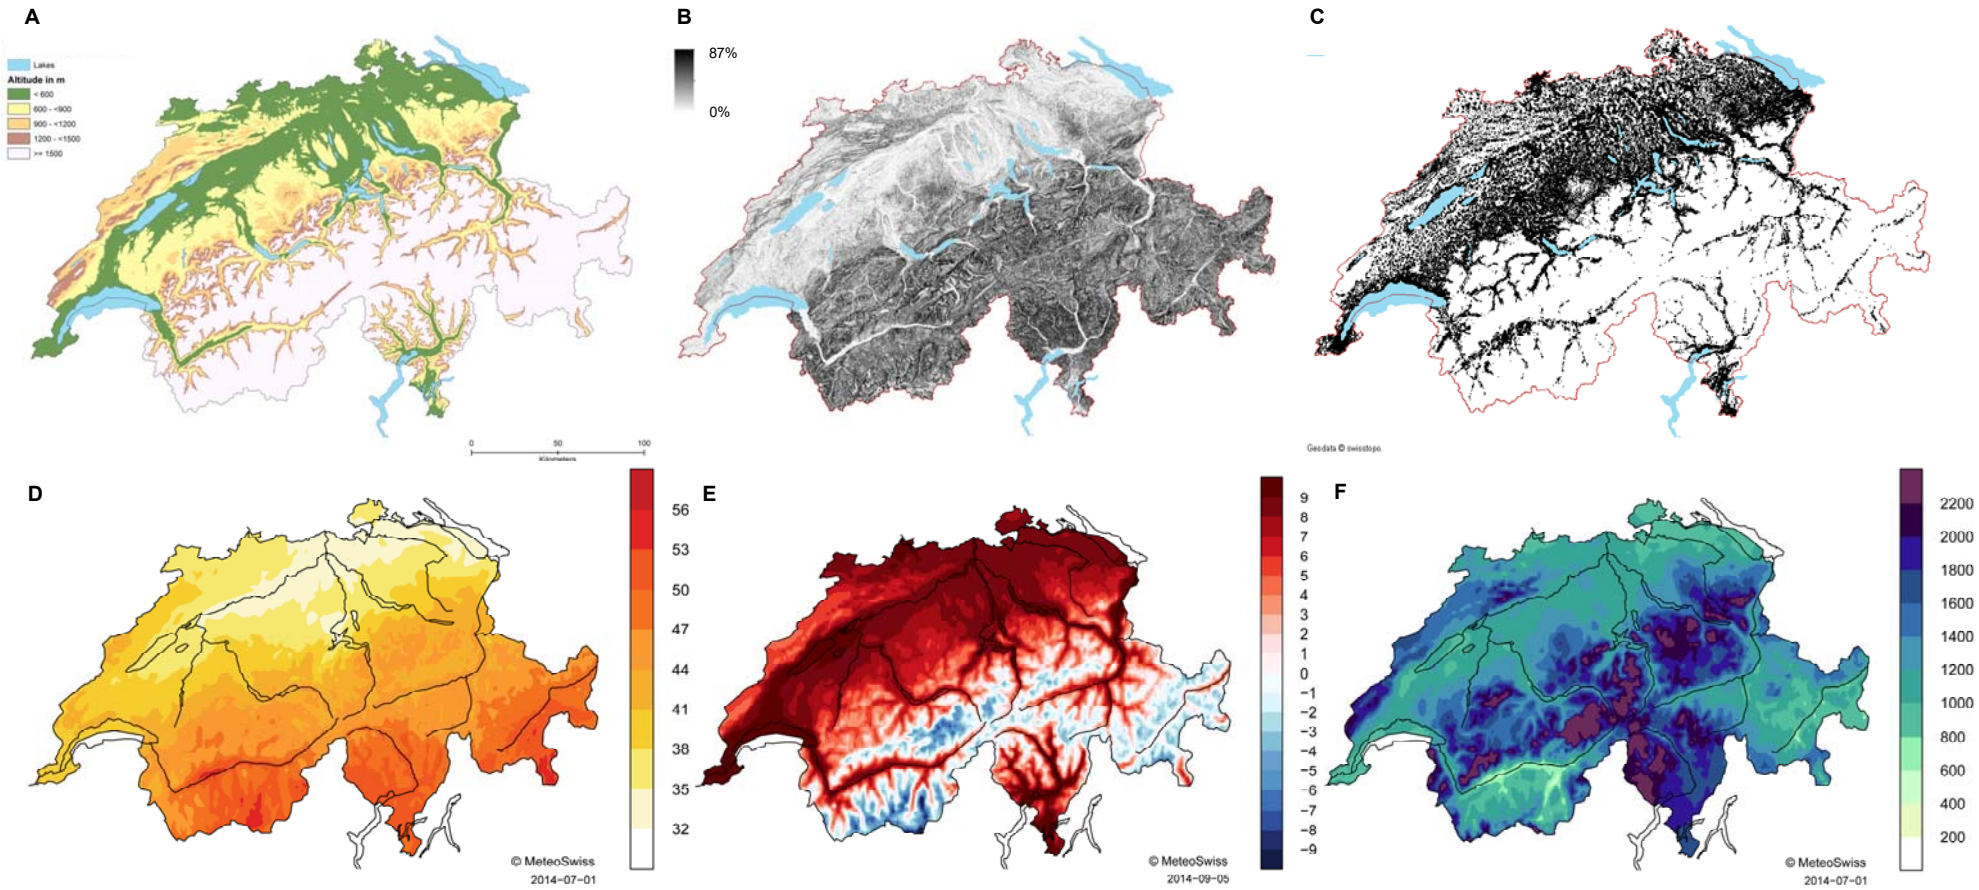 A
Lakes
Altitude in m
< 600
600 - <900
900 - <1200
1200 - <1500
>= 1500
0 50 100
Kilometers
B
87%
0%
C
Geodata © swisstopo.
D
56
53
50
47
44
41
38
35
32
© MeteoSwiss
2014-07-01
E
9
8
7
6
5
4
3
2
1
0
−1
−2
−3
−4
−5
−6
−7
−8
−9
© MeteoSwiss
2014-09-05
F
2200
2000
1800
1600
1400
1200
1000
800
600
400
200
© MeteoSwiss
2014-07-01